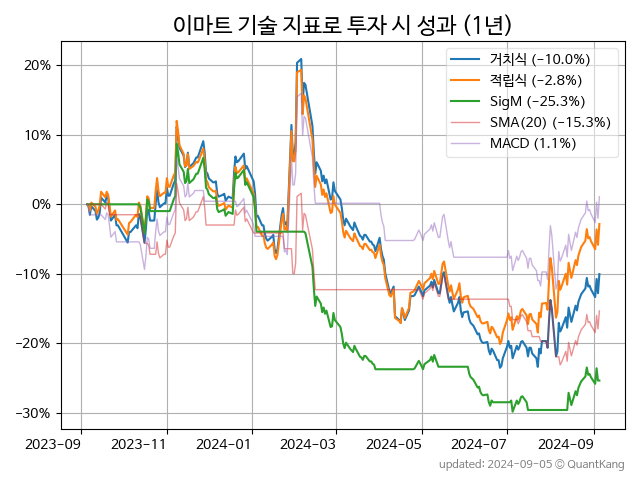 이마트 기술 지표로 투자 시 성과 (1년)
거치식 (-10.0%)
적립식 (-2.8%)
SigM (-25.3%)
SMA(20) (-15.3%)
MACD (1.1%)
20%
10%
0%
-10%
-20%
-30%
2023-09 2023-11 2024-01 2024-03 2024-05 2024-07 2024-09
updated: 2024-09-05 © QuantKang